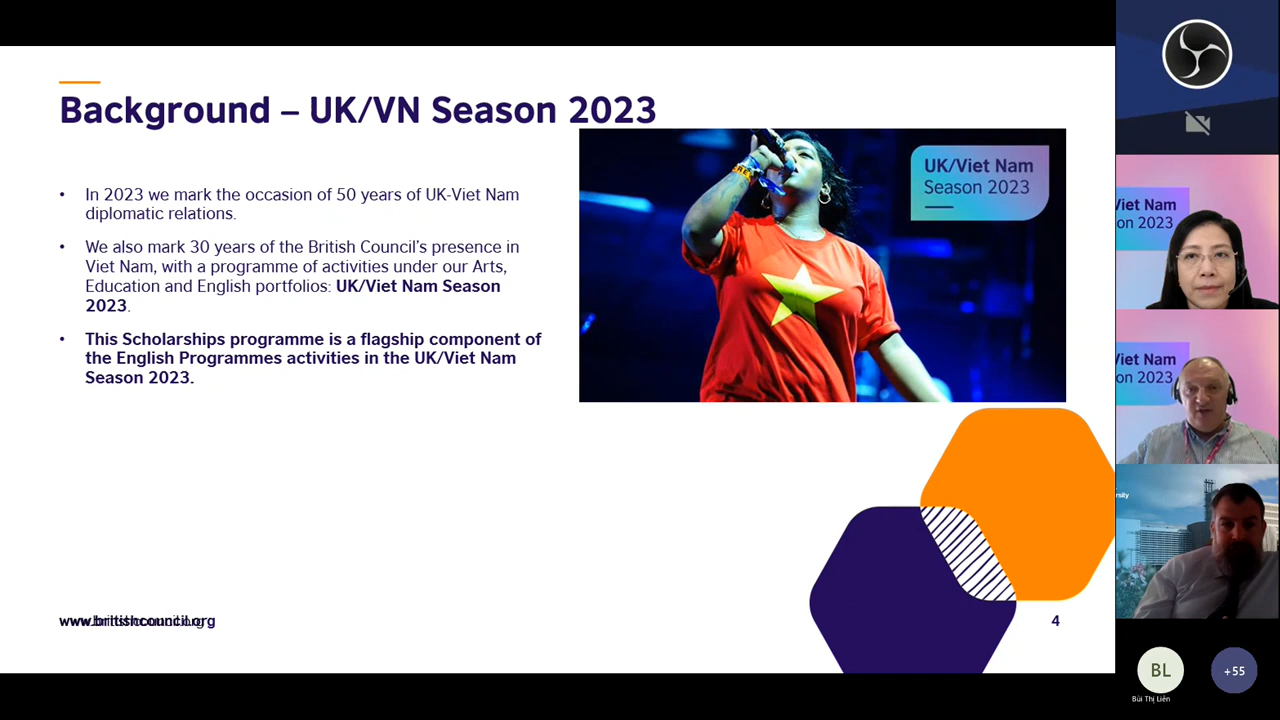 Background – UK/VN Season 2023
• In 2023 we mark the occasion of 50 years of UK-Viet Nam
diplomatic relations.
• We also mark 30 years of the British Council's presence in
Viet Nam, with a programme of activities under our Arts,
Education and English portfolios: UK/Viet Nam Season
2023.
• This Scholarships programme is a flagship component of
the English Programmes activities in the UK/Viet Nam
Season 2023.
UK/Viet Nam
Season 2023
www.britishcouncil.org
4
Viet Nam
on 2023
Viet Nam
on 2023
rsity
BL
+55
Bùi Thị Liên